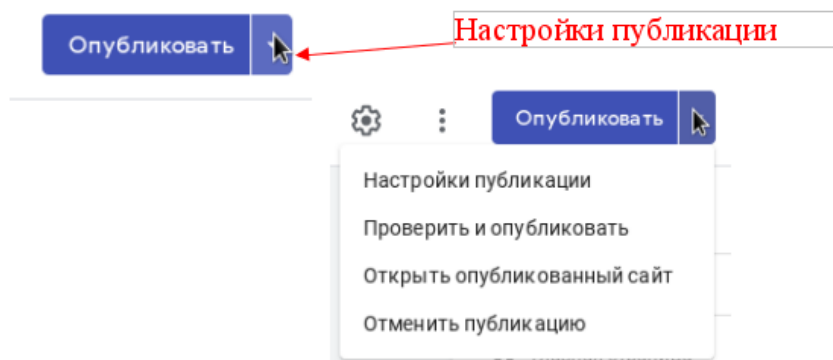 Опубликовать
Настройки публикации
Опубликовать
Настройки публикации
Проверить и опубликовать
Открыть опубликованный сайт
Отменить публикацию